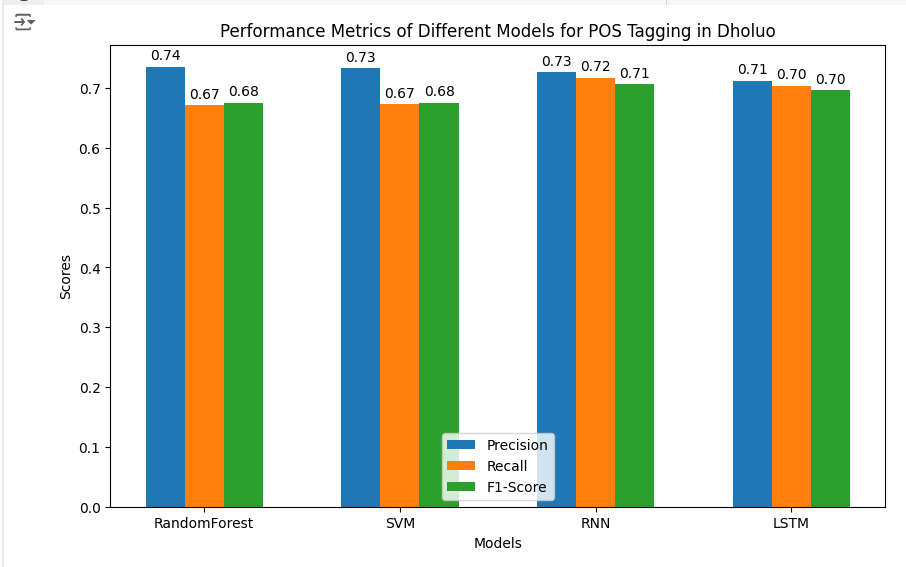 Performance Metrics of Different Models for POS Tagging in Dholuo
0.74
0.67
0.68
0.73
0.67
0.68
0.73
0.72
0.71
0.71
0.70
0.70
0.7
0.6
0.5
0.4
0.3
0.2
0.1
0.0
Scores
Precision
Recall
F1-Score
RandomForest
SVM
RNN
LSTM
Models